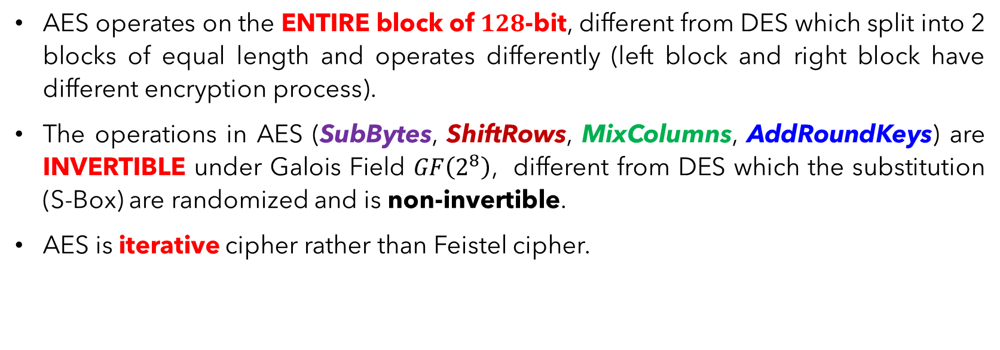 • AES operates on the ENTIRE block of 128-bit, different from DES which split into 2
blocks of equal length and operates differently (left block and right block have
different encryption process).
• The operations in AES (SubBytes, ShiftRows, MixColumns, AddRoundKeys) are
INVERTIBLE under Galois Field GF(2⁸), different from DES which the substitution
(S-Box) are randomized and is non-invertible.
• AES is iterative cipher rather than Feistel cipher.